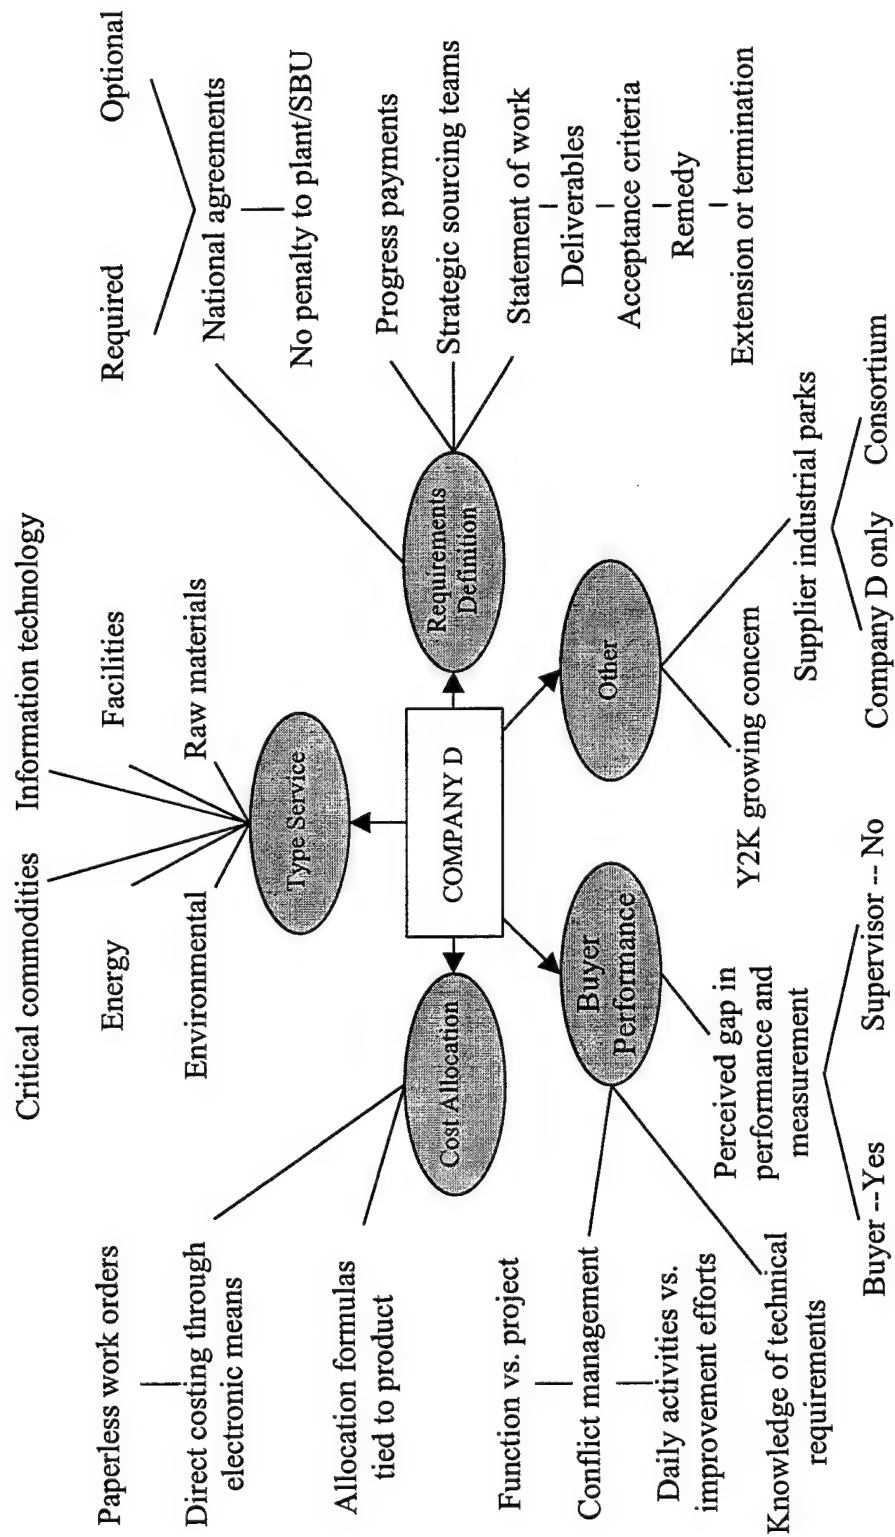 Critical commodities
Information technology
Energy
Facilities
Environmental
Raw materials
Type Service
Required
Optional
National agreements
No penalty to plant/SBU
Progress payments
Strategic sourcing teams
Statement of work
Deliverables
Acceptance criteria
Remedy
Extension or termination
Requirements
Definition
COMPANY D
Cost Allocation
Paperless work orders
Direct costing through
electronic means
Allocation formulas
tied to product
Buyer
Performance
Function vs. project
Conflict management
Daily activities vs.
improvement efforts
Knowledge of technical
requirements
Perceived gap in
performance and
measurement
Buyer --Yes
Supervisor -- No
Other
Y2K growing concern
Supplier industrial parks
Company D only
Consortium